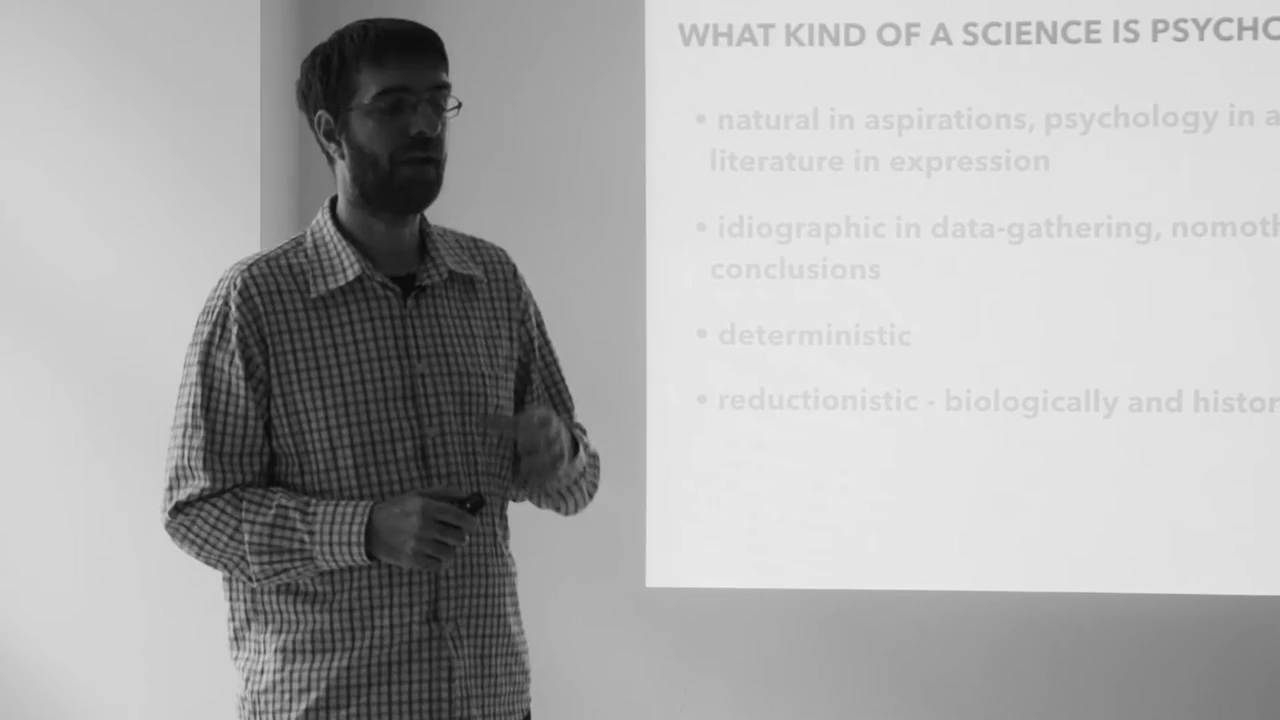 WHAT KIND OF A SCIENCE IS PSYCHO
• natural in aspirations, psychology in a
literature in expression
• idiographic in data-gathering, nomoth
conclusions
• deterministic
• reductionistic - biologically and histor